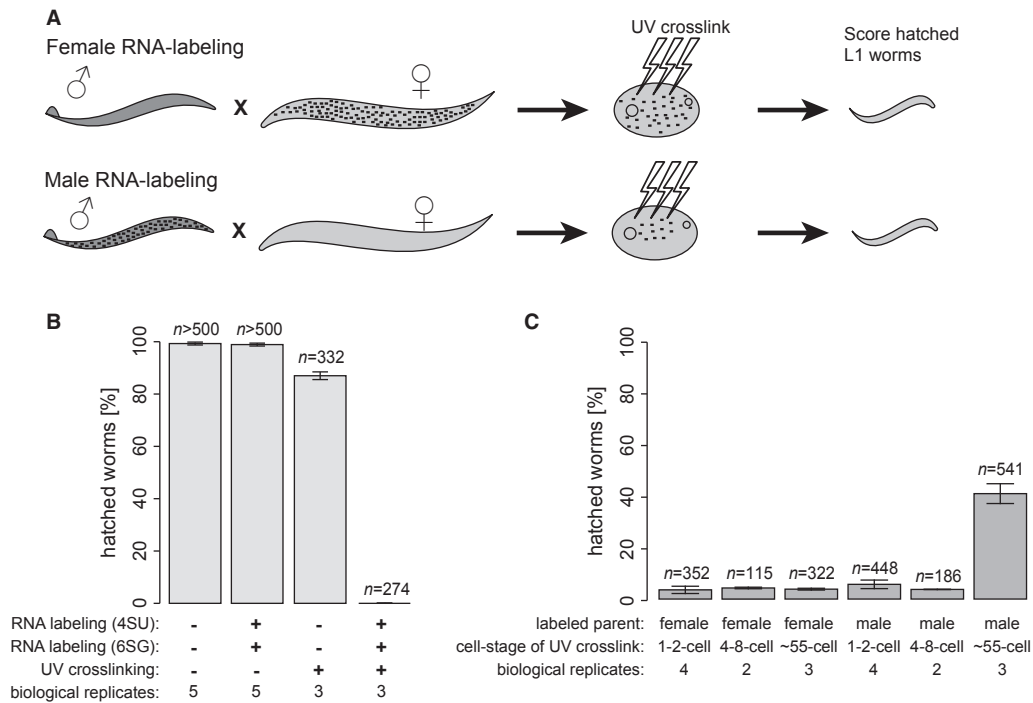 A
Female RNA-labeling
♂
X
♀
UV crosslink
Score hatched
L1 worms
Male RNA-labeling
♂
X
♀
B
hatched worms [%]
100
80
60
40
20
0
n>500
n>500
n=332
n=274
RNA labeling (4SU): - + - +
RNA labeling (6SG): - + - +
UV crosslinking: - - + +
biological replicates: 5 5 3 3
C
hatched worms [%]
100
80
60
40
20
0
n=352
n=115
n=322
n=448
n=186
n=541
labeled parent: female female female male male male
cell-stage of UV crosslink: 1-2-cell 4-8-cell ~55-cell 1-2-cell 4-8-cell ~55-cell
biological replicates: 4 2 3 4 2 3